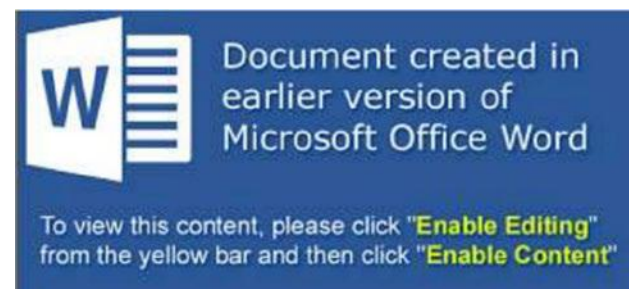 W
Document created in
earlier version of
Microsoft Office Word
To view this content, please click "Enable Editing"
from the yellow bar and then click "Enable Content"